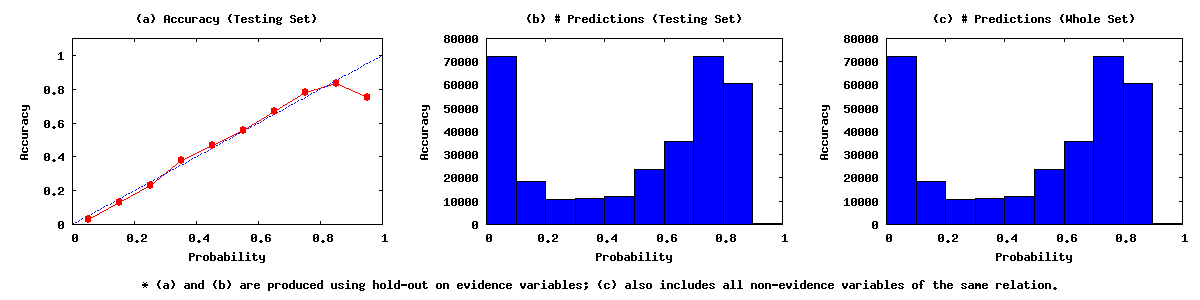 (a) Accuracy (Testing Set)
(b) # Predictions (Testing Set)
(c) # Predictions (Whole Set)
Accuracy
1
0.8
0.6
0.4
0.2
0
0 0.2 0.4 0.6 0.8 1
Probability
Accuracy
80000
70000
60000
50000
40000
30000
20000
10000
0
0 0.2 0.4 0.6 0.8 1
Probability
Accuracy
80000
70000
60000
50000
40000
30000
20000
10000
0
0 0.2 0.4 0.6 0.8 1
Probability
* (a) and (b) are produced using hold-out on evidence variables; (c) also includes all non-evidence variables of the same relation.